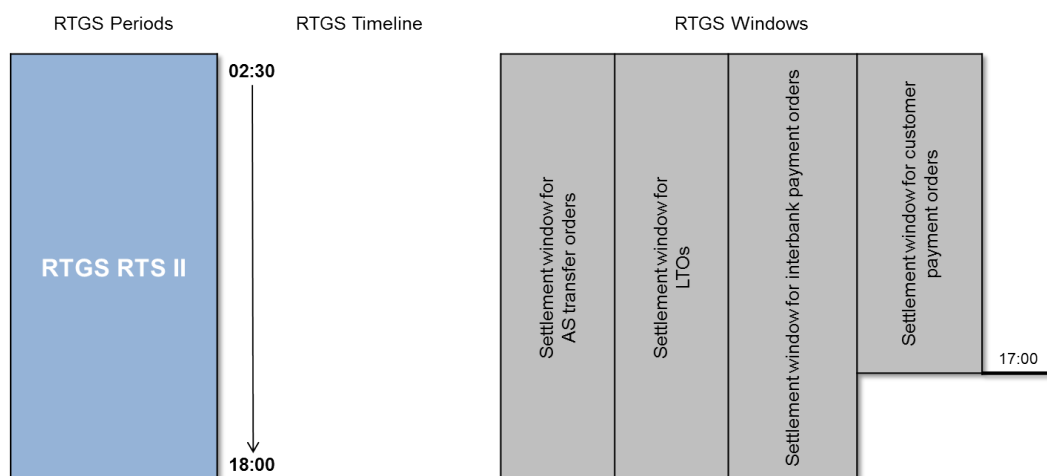 RTGS Periods
RTGS Timeline
RTGS Windows
02:30
RTGS RTS II
18:00
Settlement window for
AS transfer orders
Settlement window for
LTOs
Settlement window for interbank payment orders
Settlement window for customer
payment orders
17:00